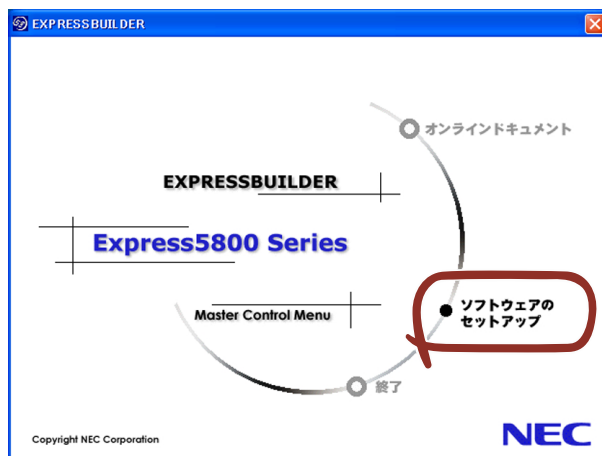 EXPRESSBUILDER
オンラインドキュメント
EXPRESSBUILDER
Express5800 Series
ソフトウェアの
セットアップ
Master Control Menu
終了
Copyright NEC Corporation
NEC